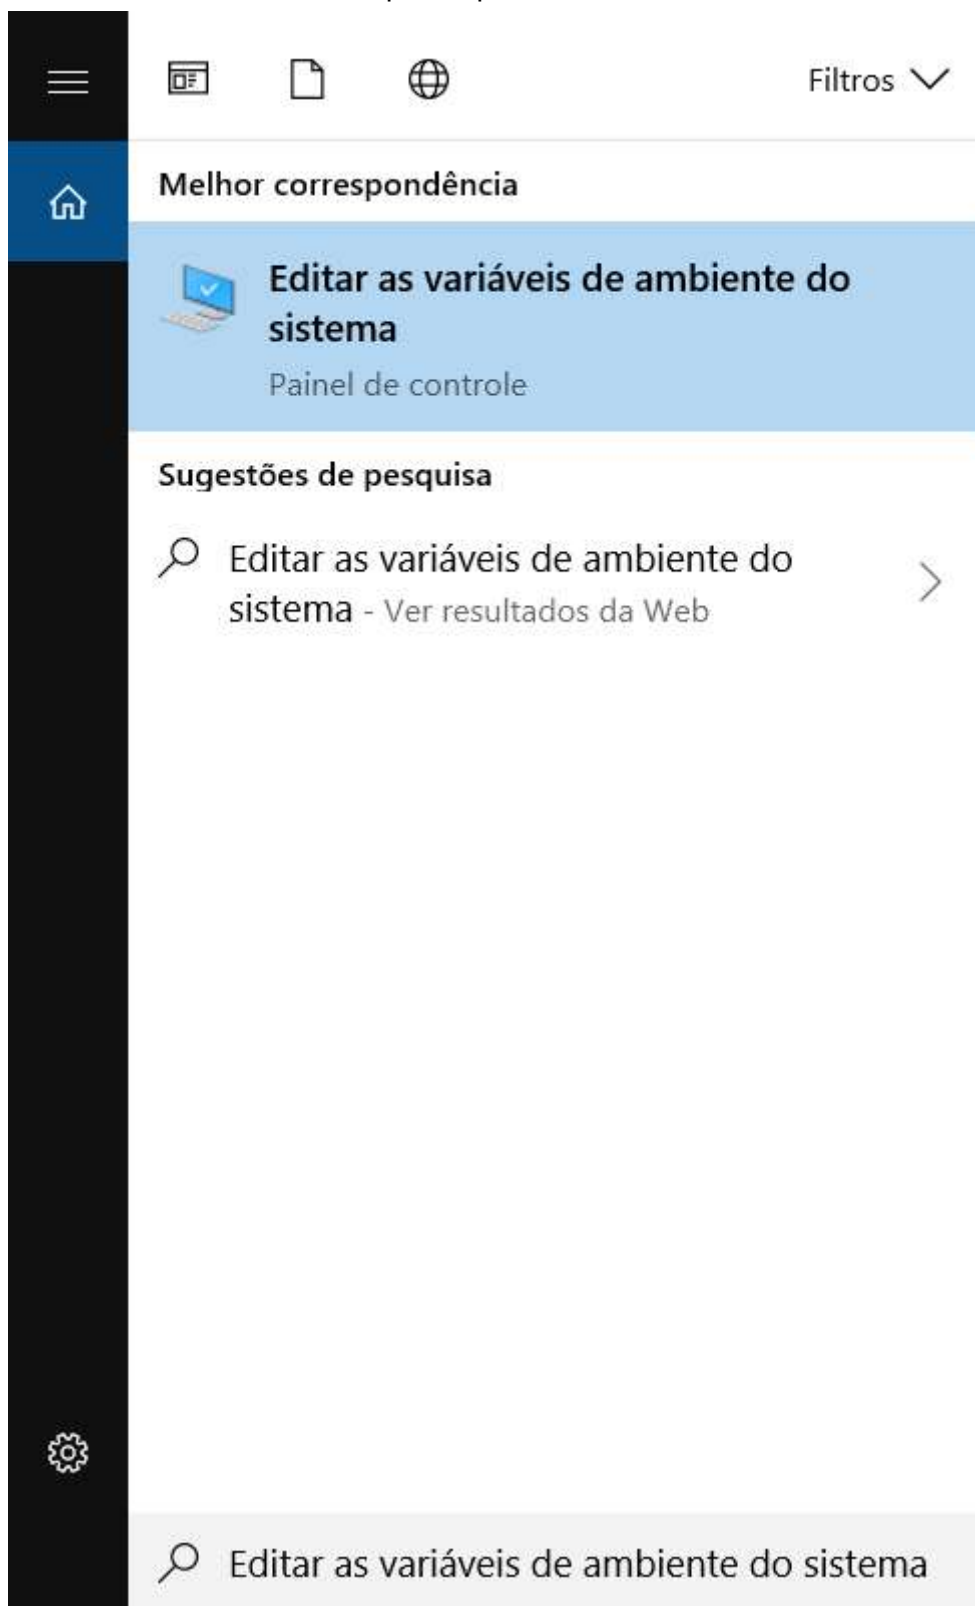 Filtros
Melhor correspondência
Editar as variáveis de ambiente do
sistema
Painel de controle
Sugestões de pesquisa
Editar as variáveis de ambiente do
sistema - Ver resultados da Web
Editar as variáveis de ambiente do sistema